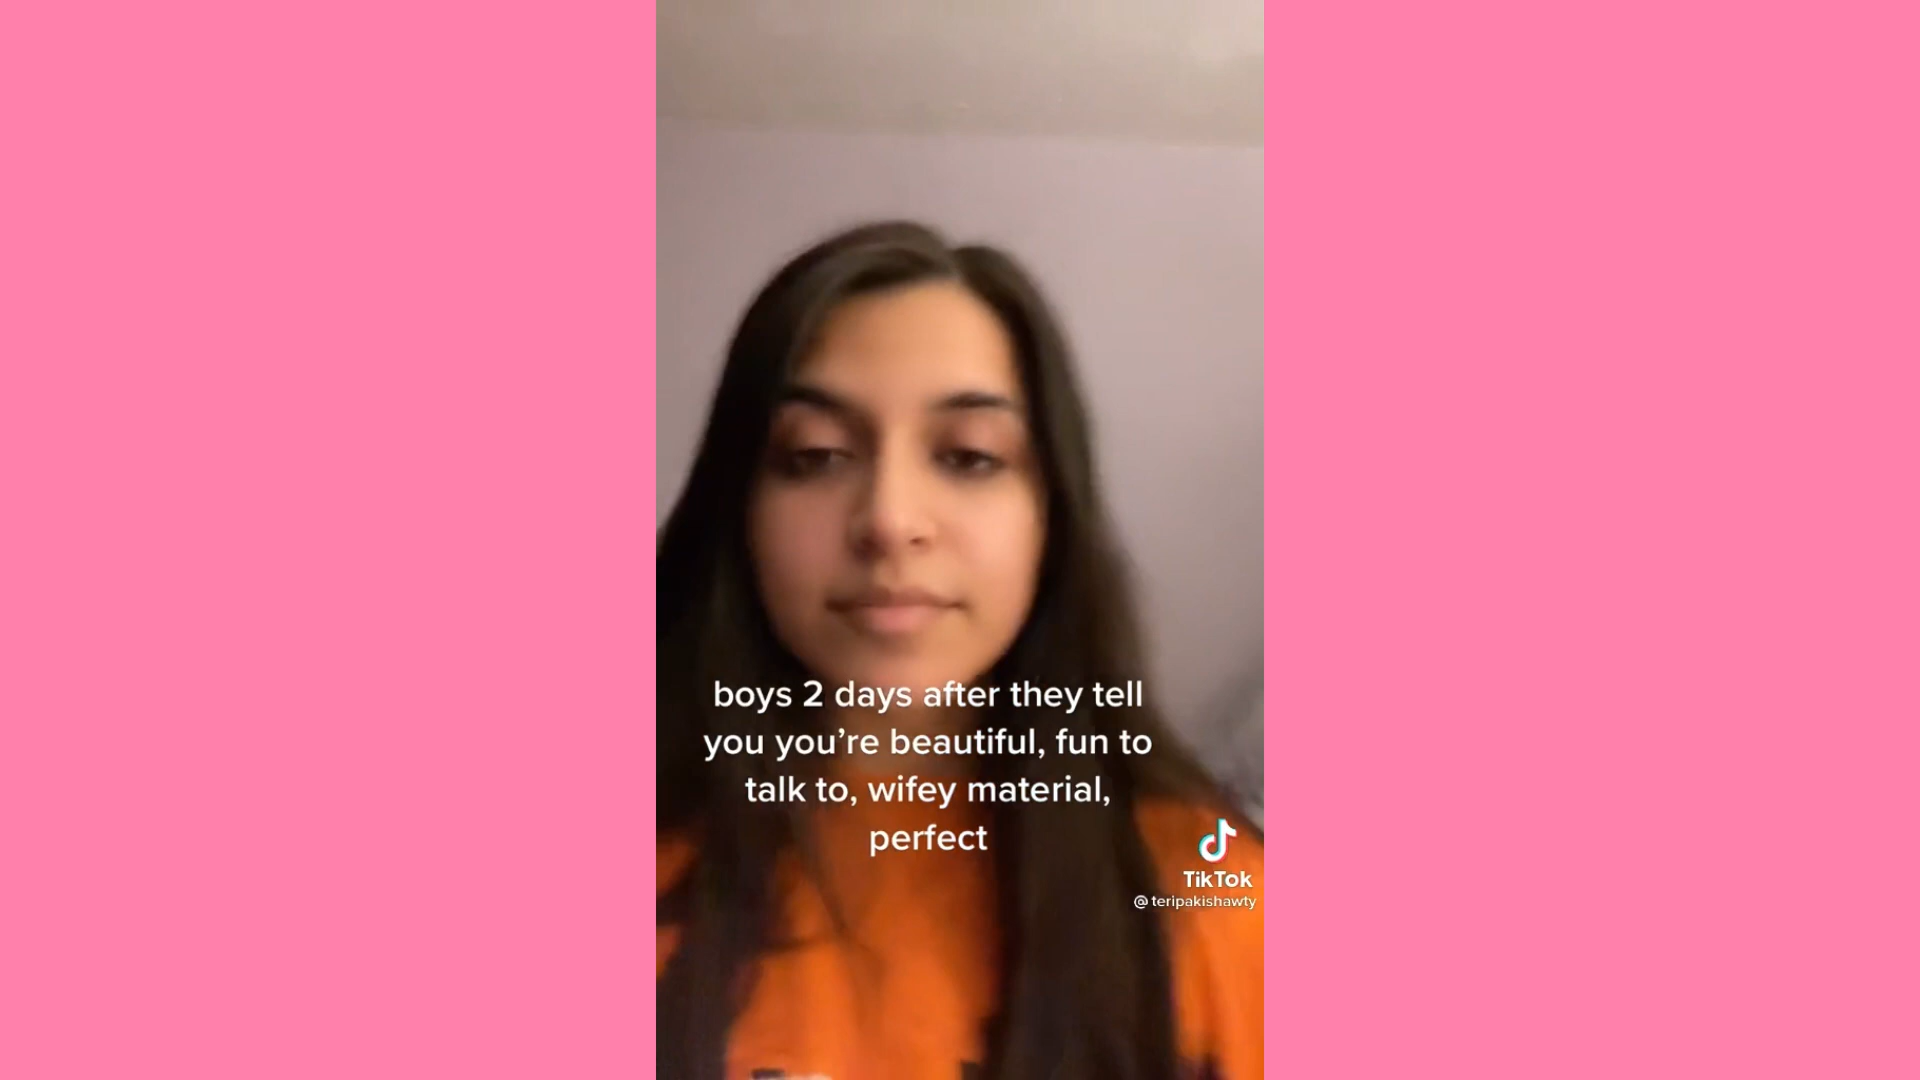 boys 2 days after they tell
you you’re beautiful, fun to
talk to, wifey material,
perfect
TikTok
@teripakishawty